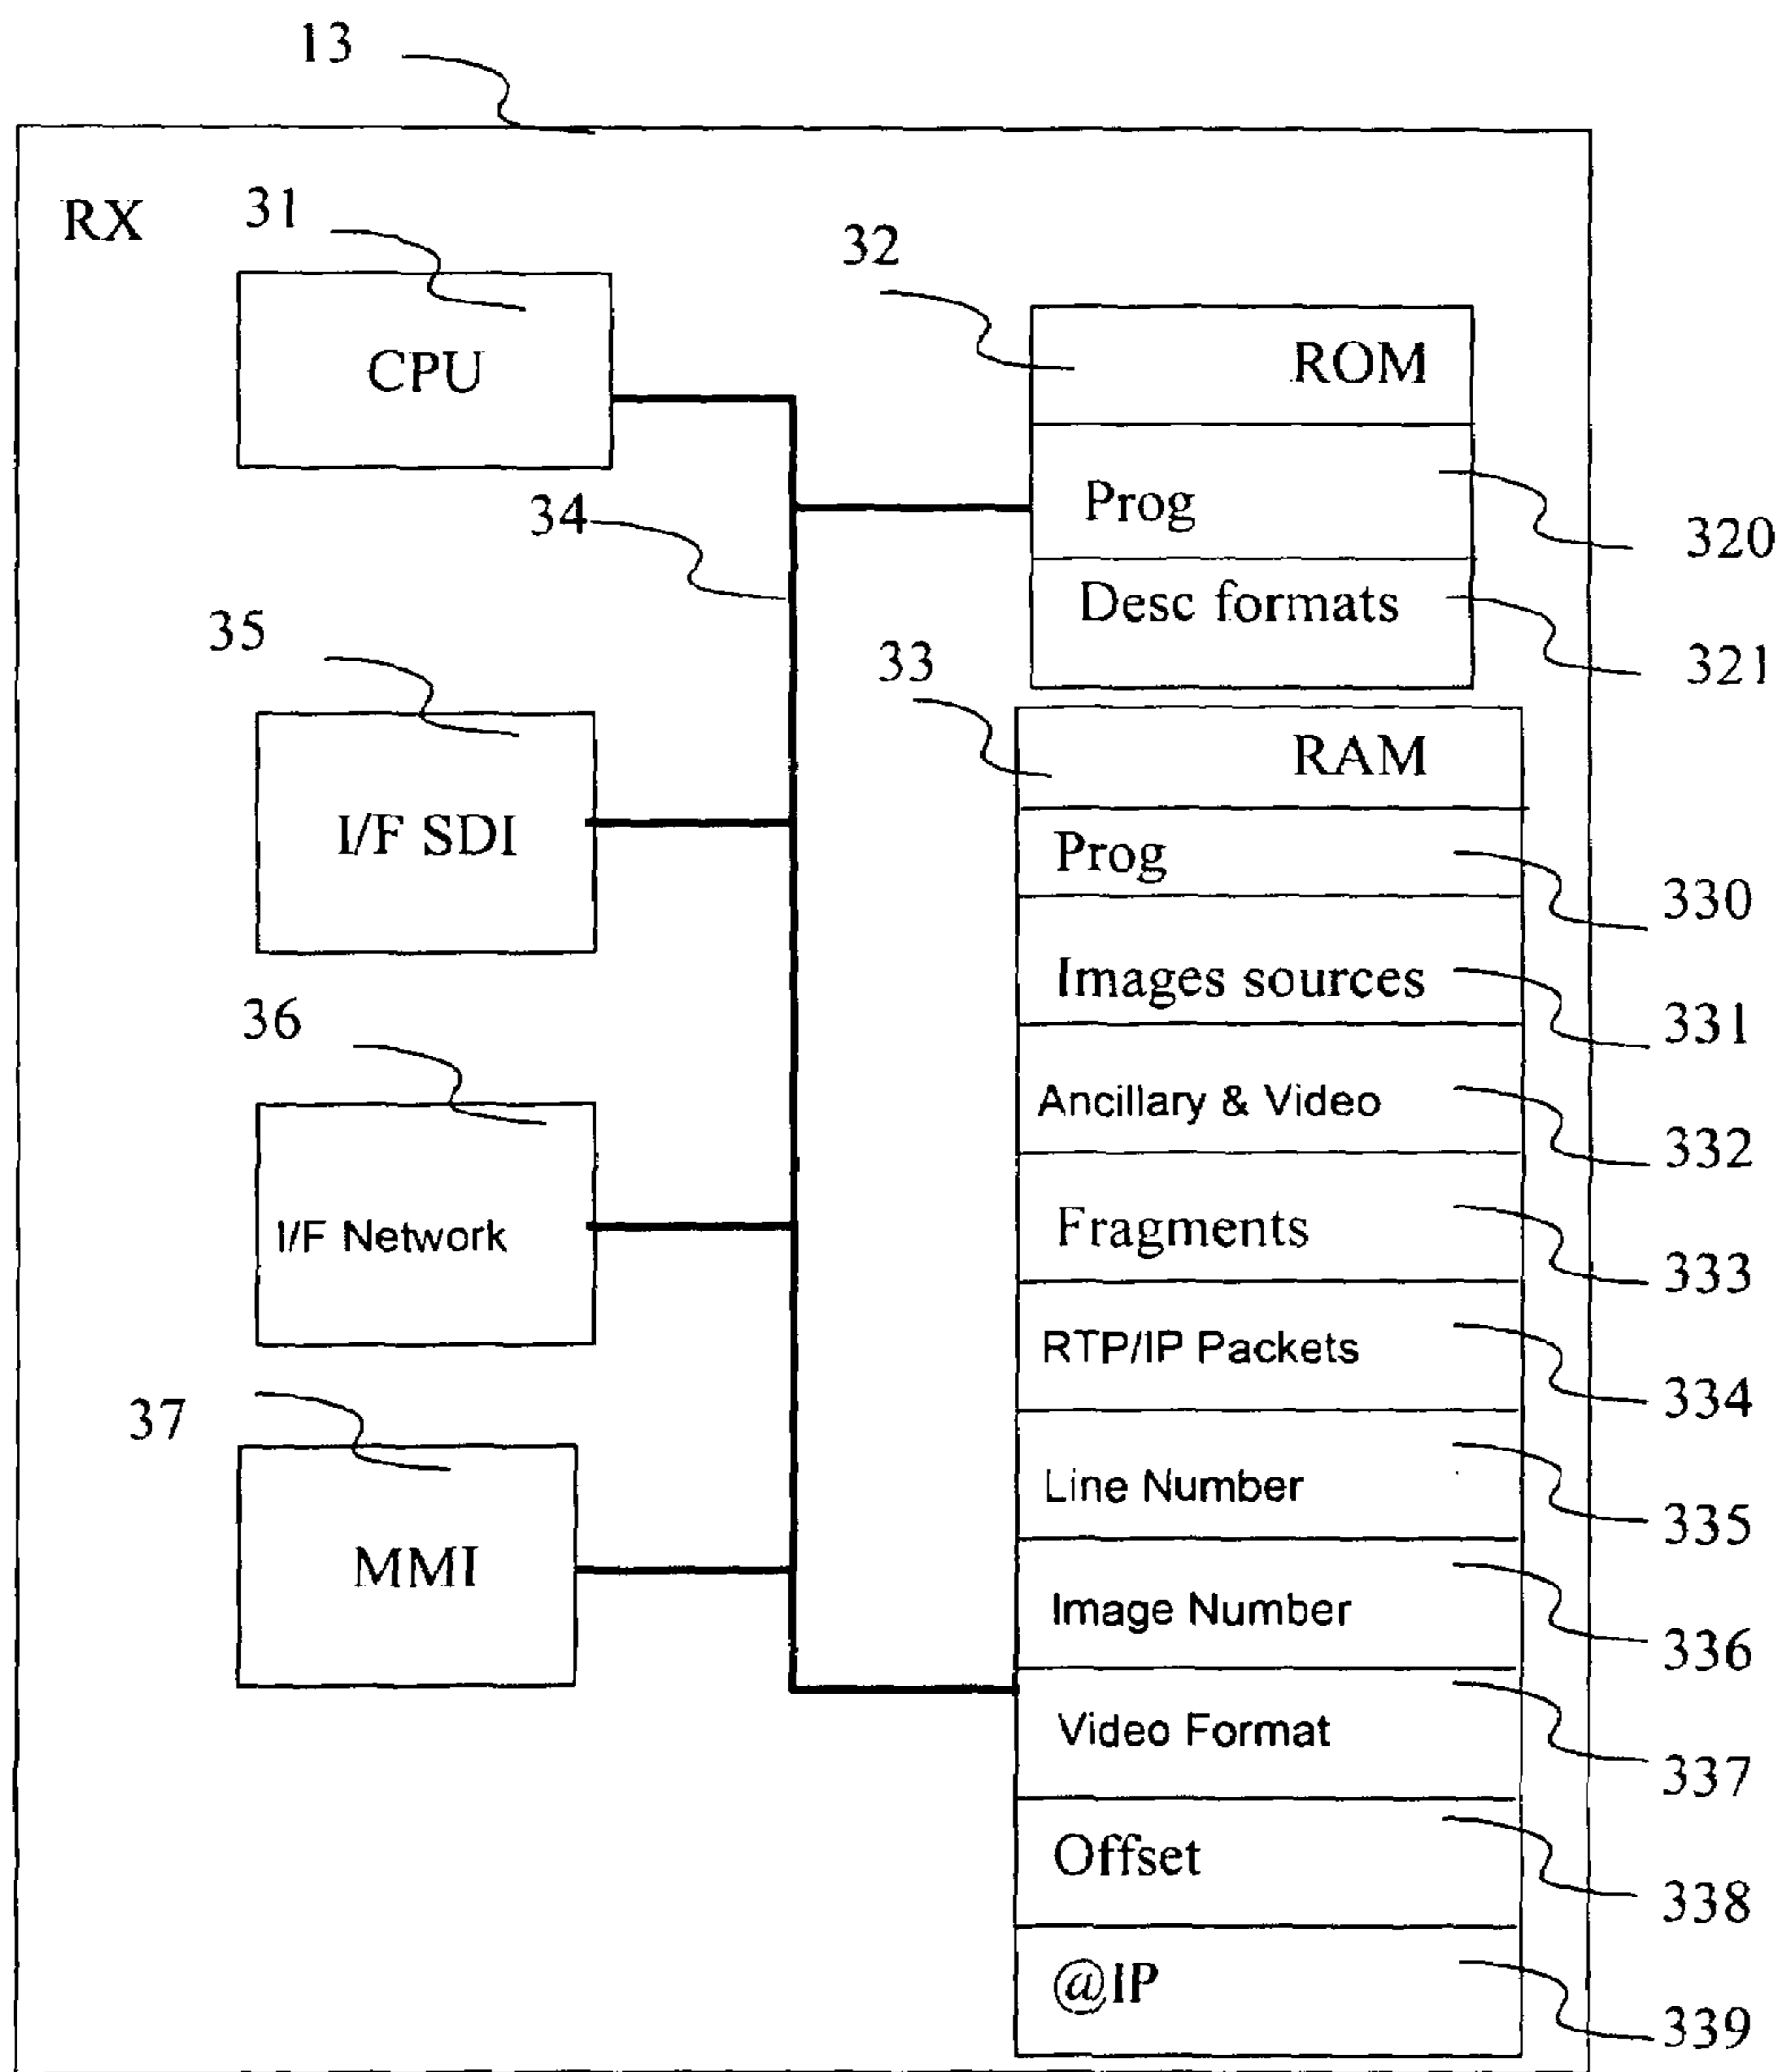 13
RX
31
CPU
32
ROM
Prog
320
Desc formats
321
34
35
I/F SDI
33
RAM
Prog
330
Images sources
331
Ancillary & Video
332
36
I/F Network
Fragments
333
RTP/IP Packets
334
37
MMI
Line Number
335
Image Number
336
Video Format
337
Offset
338
@IP
339